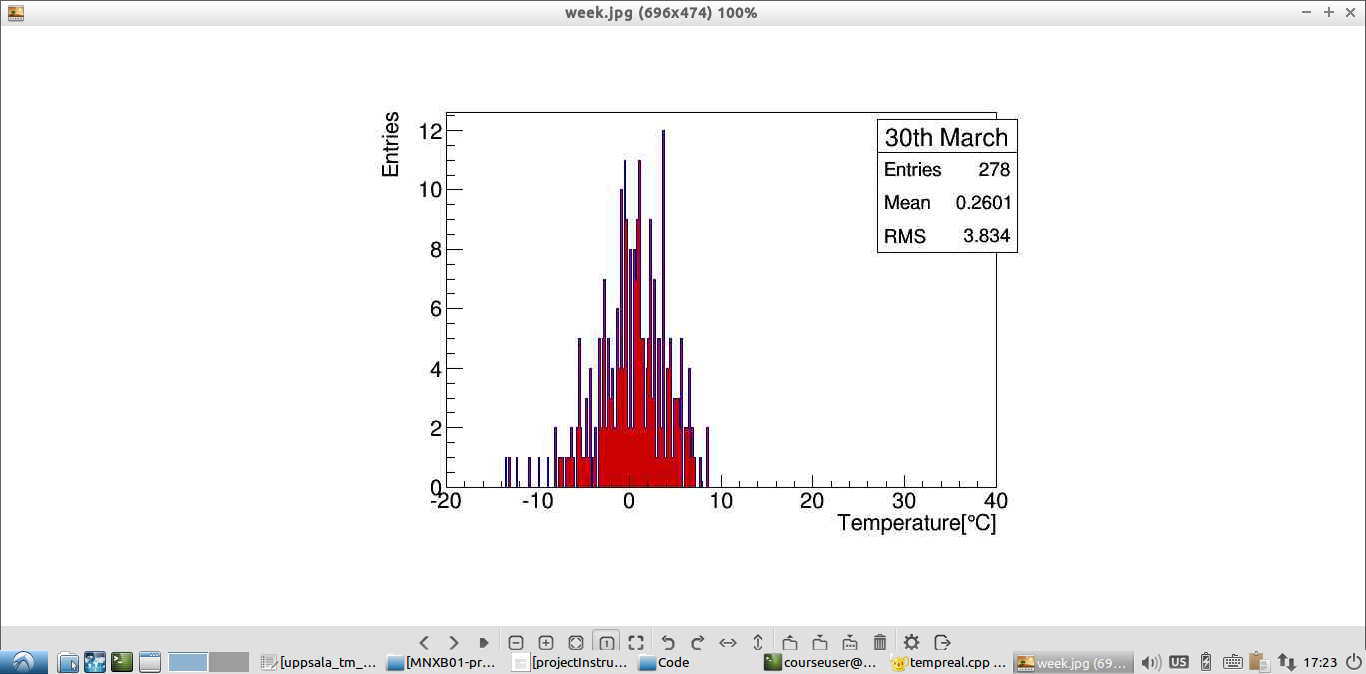 week.jpg (696x474) 100%
Entries
12
10
8
6
4
2
0
-20 -10 0 10 20 30 40
Temperature[°C]
30th March
Entries 278
Mean 0.2601
RMS 3.834
[uppsala_tm_... [MNXB01-pr... [projectInstru... Code courseuser@... tempreal.cpp ... week.jpg (69... US 17:23